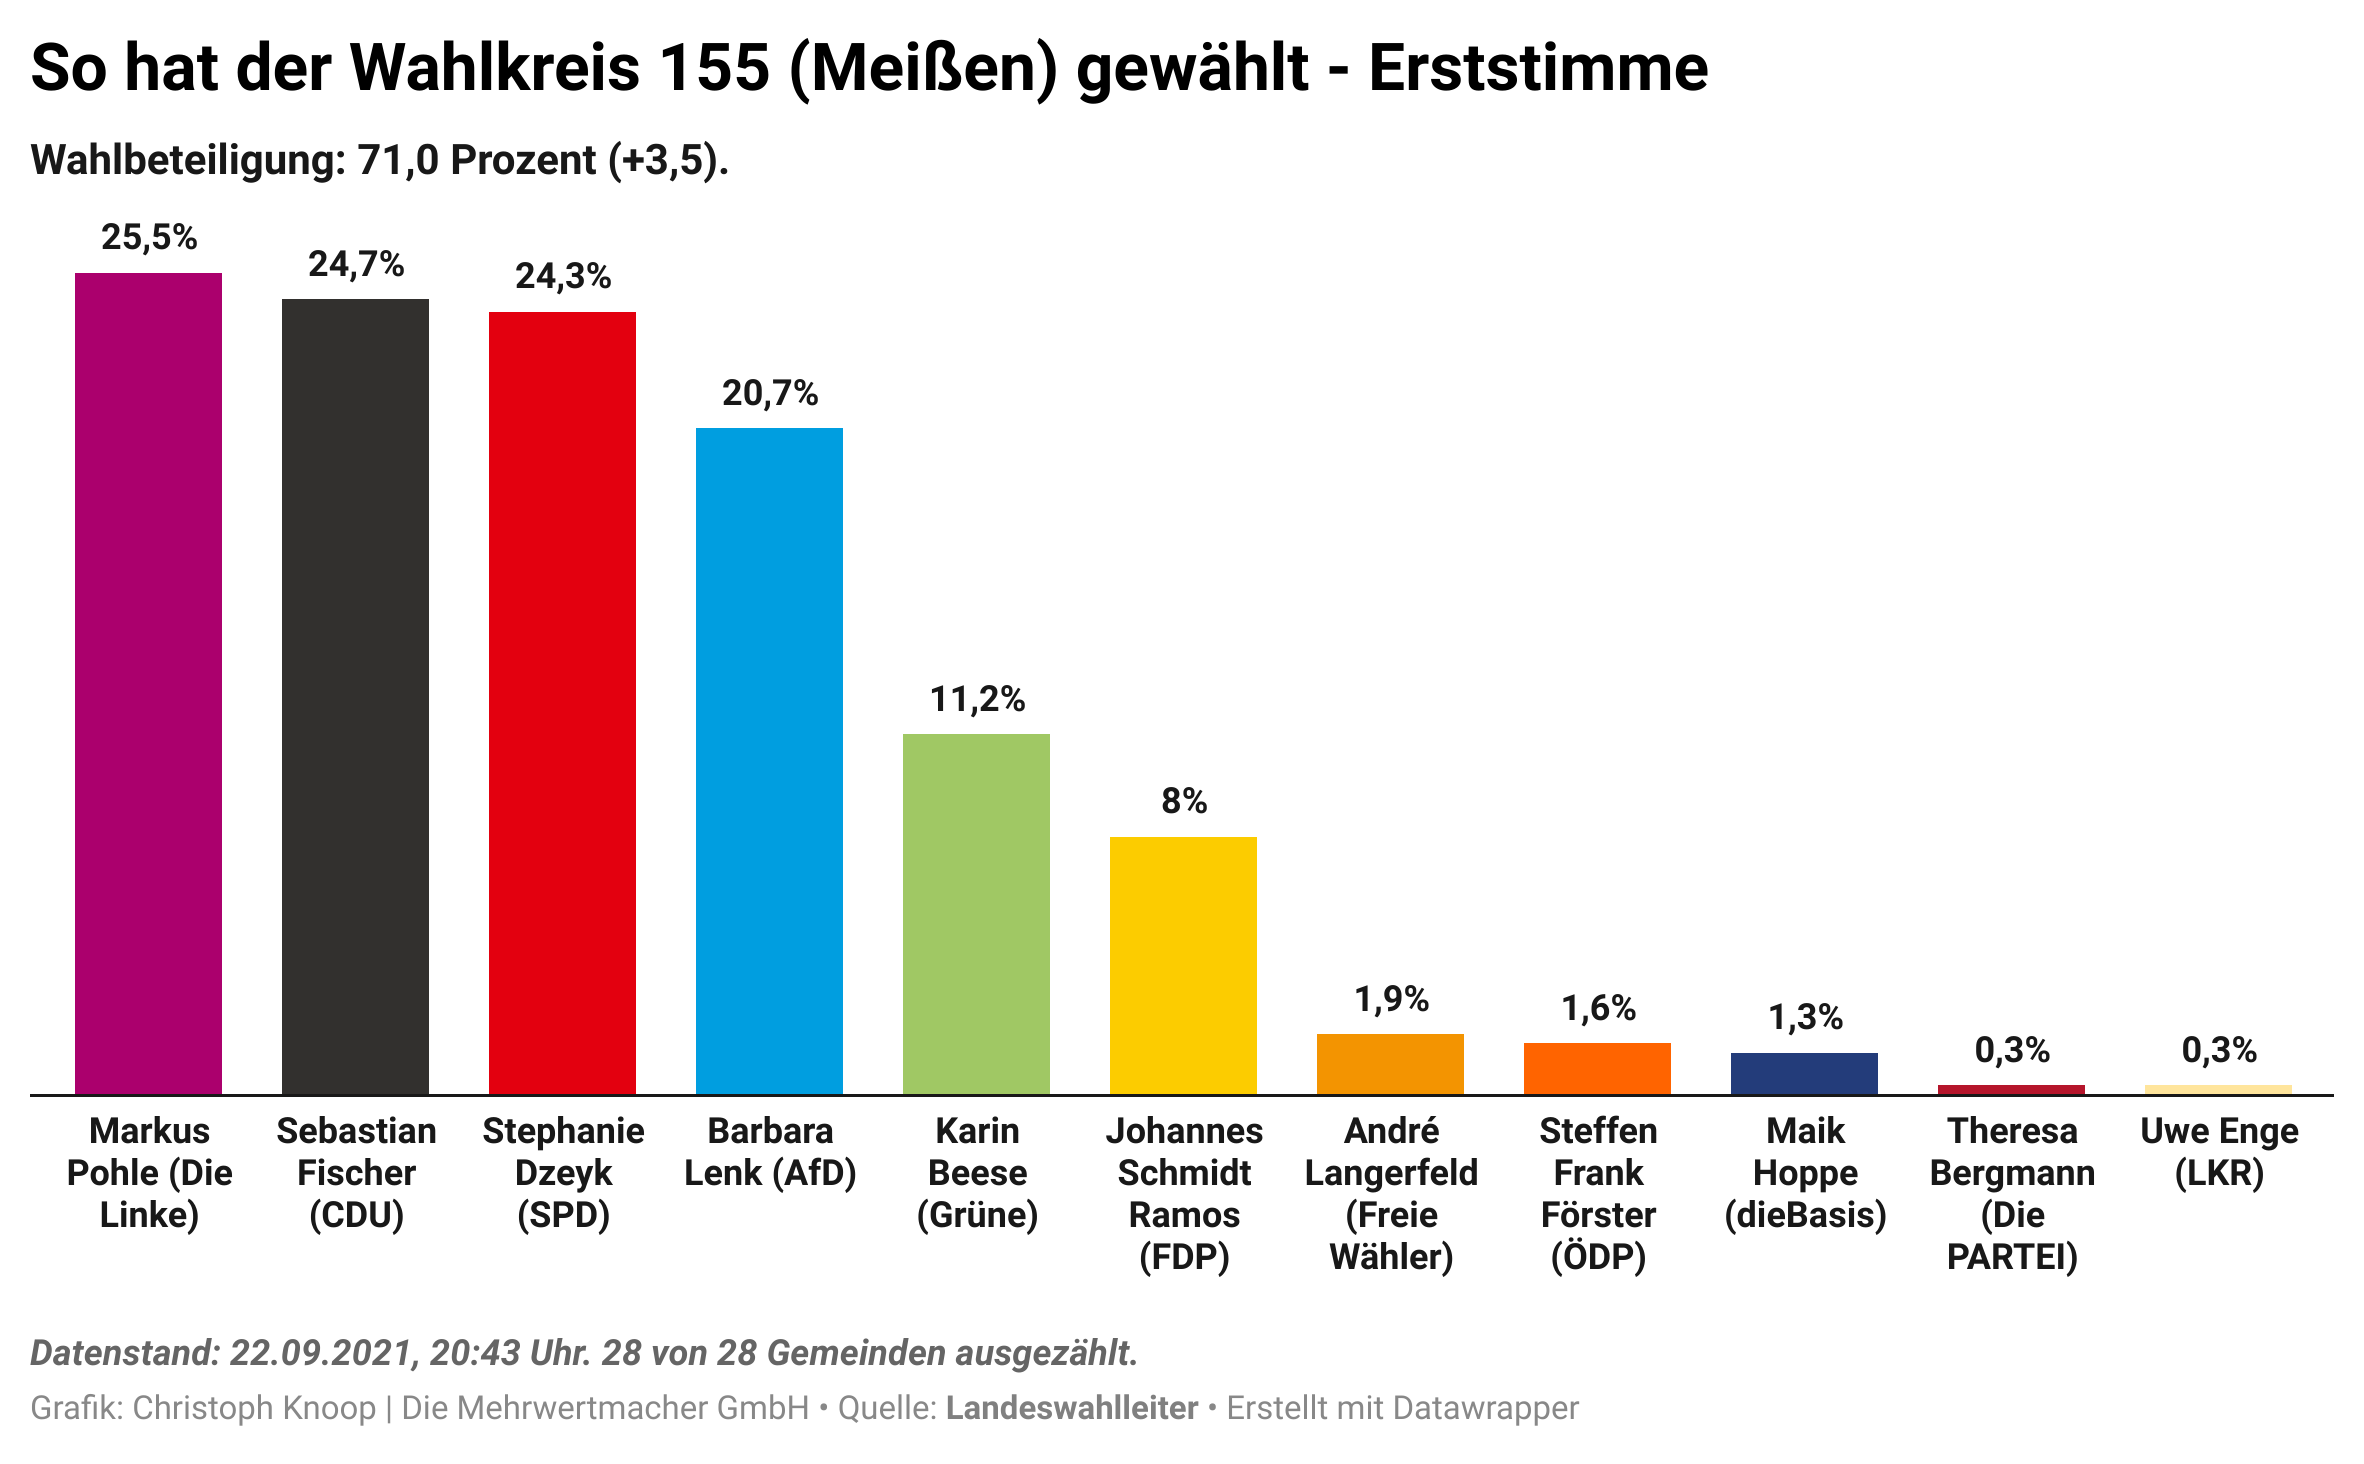 So hat der Wahlkreis 155 (Meißen) gewählt - Erststimme
Wahlbeteiligung: 71,0 Prozent (+3,5).
25,5%
24,7%
24,3%
20,7%
11,2%
8%
1,9%
1,6%
1,3%
0,3%
0,3%
Markus
Pohle (Die
Linke)
Sebastian
Fischer
(CDU)
Stephanie
Dzeyk
(SPD)
Barbara
Lenk (AfD)
Karin
Beese
(Grüne)
Johannes
Schmidt
Ramos
(FDP)
André
Langerfeld
(Freie
Wähler)
Steffen
Frank
Förster
(ÖDP)
Maik
Hoppe
(dieBasis)
Theresa
Bergmann
(Die
PARTEI)
Uwe Enge
(LKR)
Datenstand: 22.09.2021, 20:43 Uhr. 28 von 28 Gemeinden ausgezählt.
Grafik: Christoph Knoop | Die Mehrwertmacher GmbH • Quelle: Landeswahlleiter • Erstellt mit Datawrapper